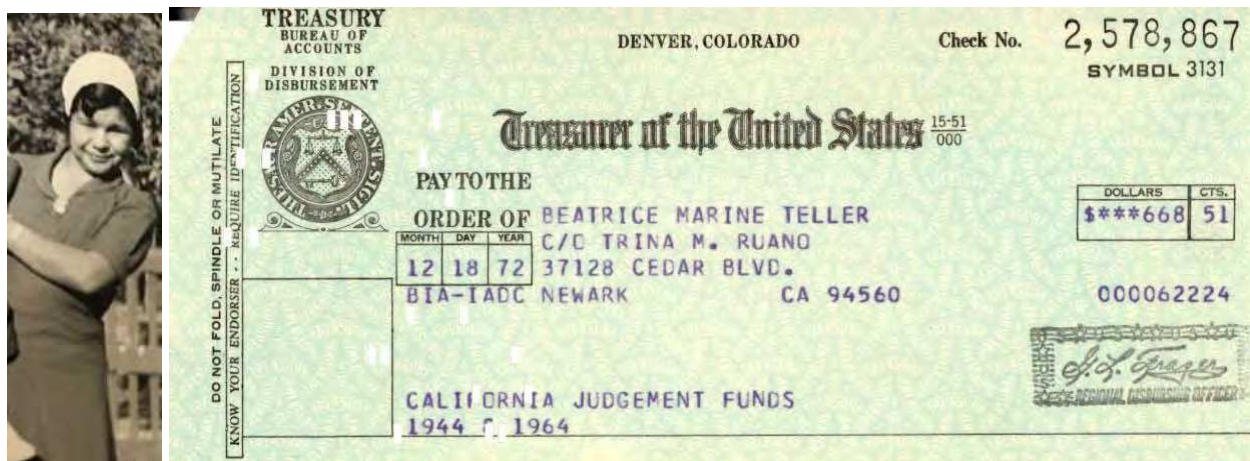 TREASURY
BUREAU OF
ACCOUNTS
DIVISION OF
DISBURSEMENT
DENVER, COLORADO
Check No. 2,578,867
SYMBOL 3131
Treasurer of the United States 15-51
000
DO NOT FOLD, SPINDLE OR MUTILATE
KNOW YOUR ENDORSER -- REQUIRE IDENTIFICATION
PAY TO THE
ORDER OF BEATRICE MARINE TELLER
C/O TRINA M. RUANO
37128 CEDAR BLVD.
BIA-IADC NEWARK CA 94560
MONTH DAY YEAR
12 18 72
DOLLARS CTS.
$***668 51
000062224
REGIONAL DISBURSING OFFICER
CALIFORNIA JUDGEMENT FUNDS
1944 & 1964